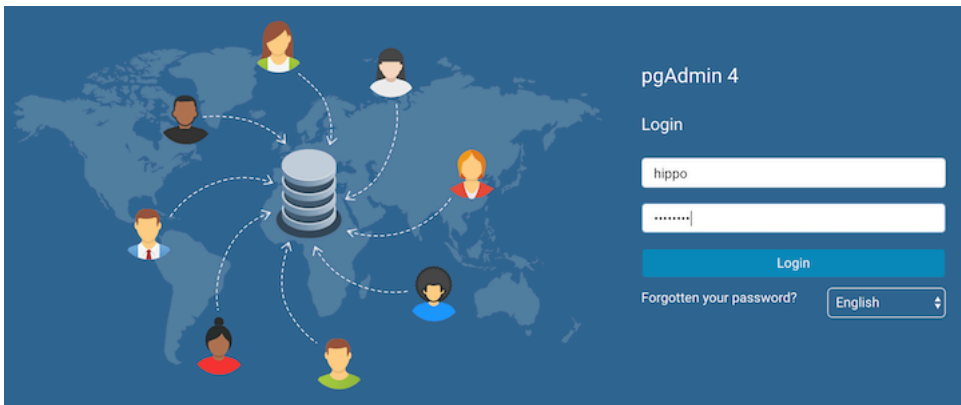 pgAdmin 4
Login
hippo
••••••••
Login
Forgotten your password?
English